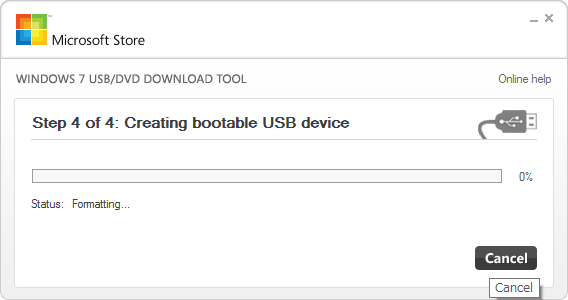 Microsoft Store
WINDOWS 7 USB/DVD DOWNLOAD TOOL
Online help
Step 4 of 4: Creating bootable USB device
0%
Status: Formatting...
Cancel
Cancel